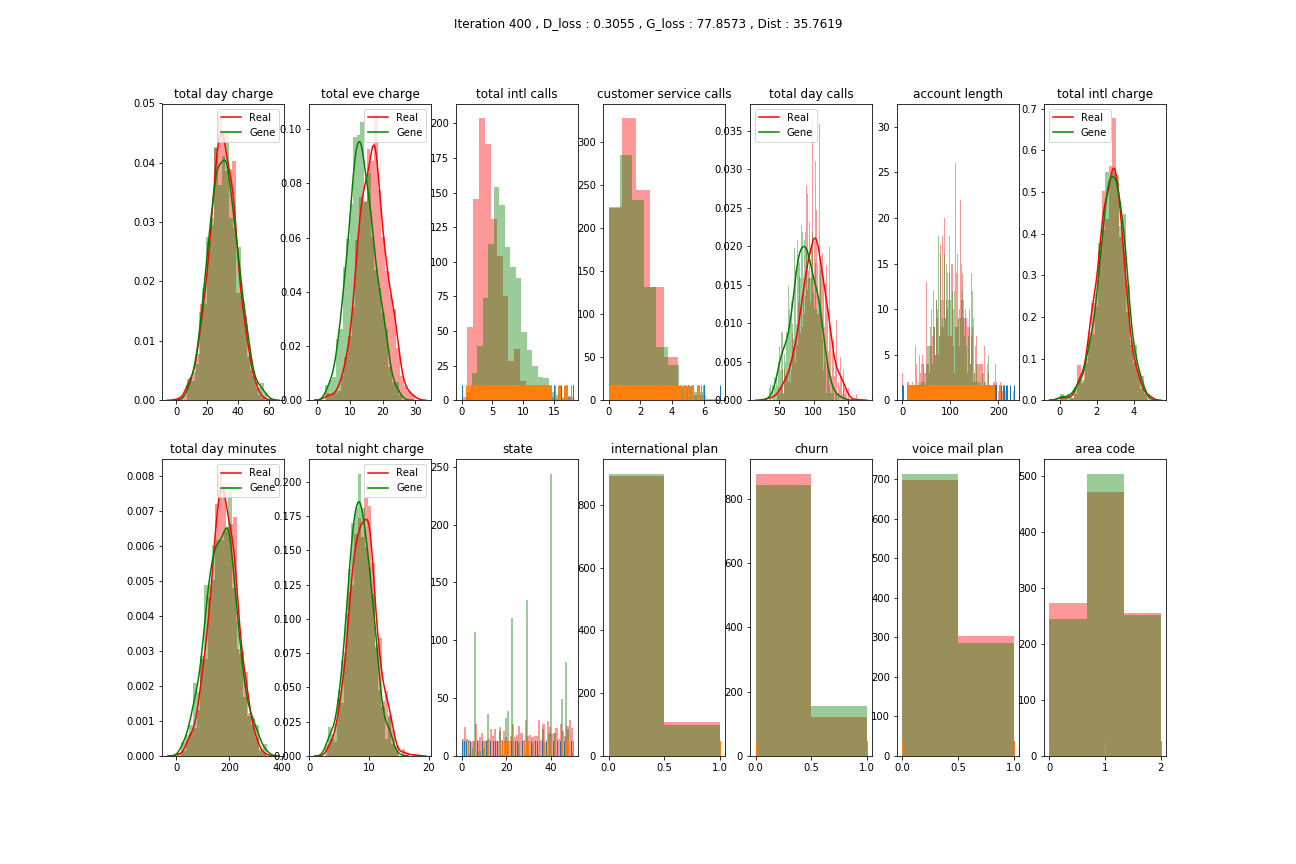 Iteration 400 , D_loss : 0.3055 , G_loss : 77.8573 , Dist : 35.7619
total day charge
0.05
0.04
0.03
0.02
0.01
0.00
0 20 40 60
Real
Gene
total eve charge
0.10
0.08
0.06
0.04
0.02
0.00
0 10 20 30
Real
Gene
total intl calls
200
175
150
125
100
75
50
25
0
0 5 10 15
customer service calls
300
250
200
150
100
50
0
0 2 4 6
total day calls
0.035
0.030
0.025
0.020
0.015
0.010
0.005
0.000
50 100 150
Real
Gene
account length
30
25
20
15
10
5
0
0 100 200
total intl charge
0.7
0.6
0.5
0.4
0.3
0.2
0.1
0.0
0 2 4
Real
Gene
total day minutes
0.008
0.007
0.006
0.005
0.004
0.003
0.002
0.001
0.000
0 200 400
Real
Gene
total night charge
0.200
0.175
0.150
0.125
0.100
0.075
0.050
0.025
0.000
0 10 20
Real
Gene
state
250
200
150
100
50
0
0 20 40
international plan
800
600
400
200
0
0.0 0.5 1.0
churn
800
600
400
200
0
0.0 0.5 1.0
voice mail plan
700
600
500
400
300
200
100
0
0.0 0.5 1.0
area code
500
400
300
200
100
0
0 1 2